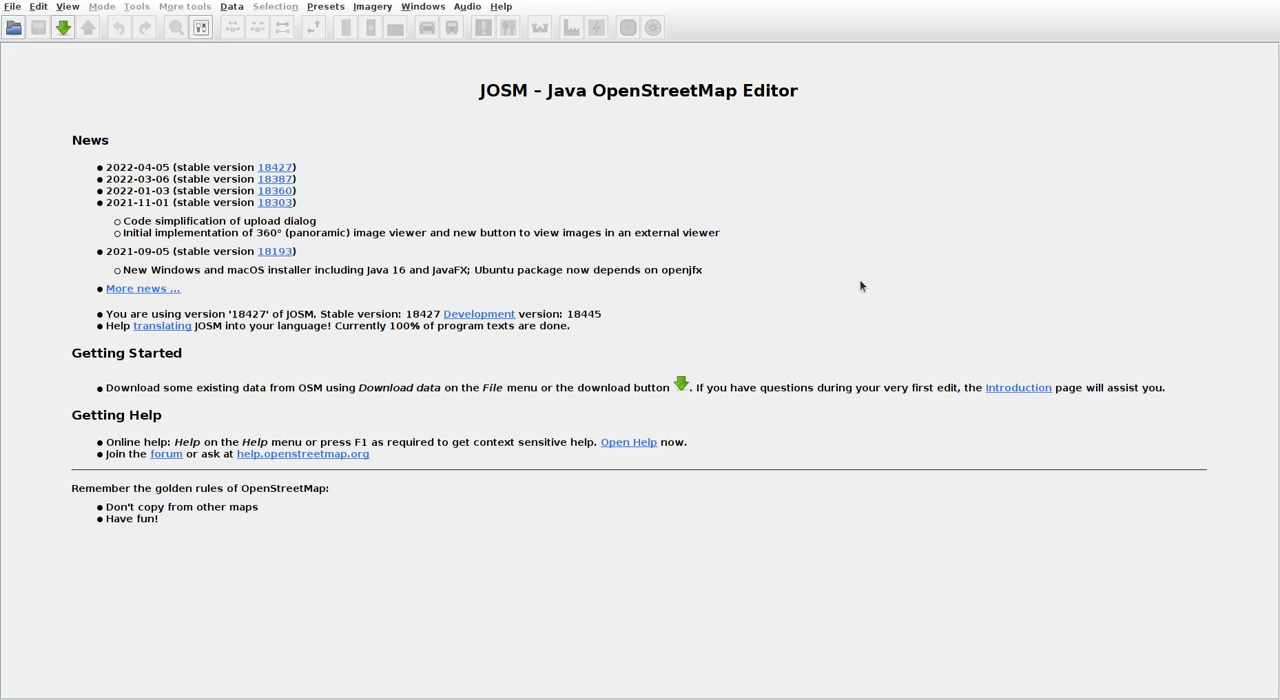 File Edit View Mode Tools More tools Data Selection Presets Imagery Windows Audio Help
JOSM – Java OpenStreetMap Editor
News
2022-04-05 (stable version 18427)
2022-03-06 (stable version 18387)
2022-01-03 (stable version 18360)
2021-11-01 (stable version 18303)
Code simplification of upload dialog
Initial implementation of 360° (panoramic) image viewer and new button to view images in an external viewer
2021-09-05 (stable version 18193)
New Windows and macOS installer including Java 16 and JavaFX; Ubuntu package now depends on openjfx
More news ...
You are using version '18427' of JOSM. Stable version: 18427 Development version: 18445
Help translating JOSM into your language! Currently 100% of program texts are done.
Getting Started
Download some existing data from OSM using Download data on the File menu or the download button . If you have questions during your very first edit, the Introduction page will assist you.
Getting Help
Online help: Help on the Help menu or press F1 as required to get context sensitive help. Open Help now.
Join the forum or ask at help.openstreetmap.org
Remember the golden rules of OpenStreetMap:
Don't copy from other maps
Have fun!